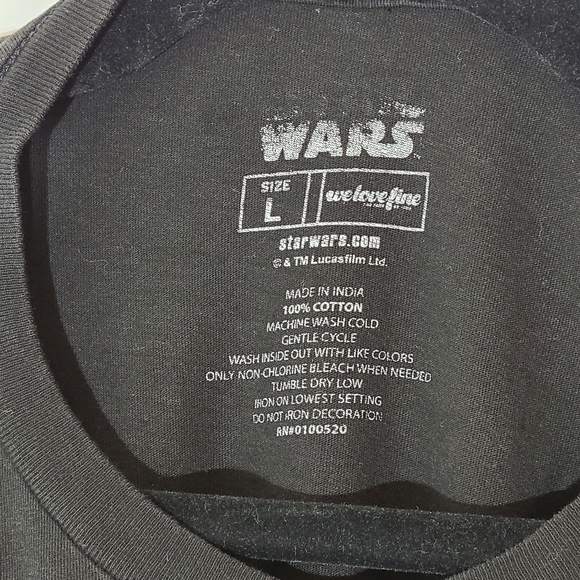 WARS
SIZE
L
welovefine
starwars.com
© & TM Lucasfilm Ltd.
MADE IN INDIA
100% COTTON
MACHINE WASH COLD
GENTLE CYCLE
WASH INSIDE OUT WITH LIKE COLORS
ONLY NON-CHLORINE BLEACH WHEN NEEDED
TUMBLE DRY LOW
IRON ON LOWEST SETTING
DO NOT IRON DECORATION
RN#0100520